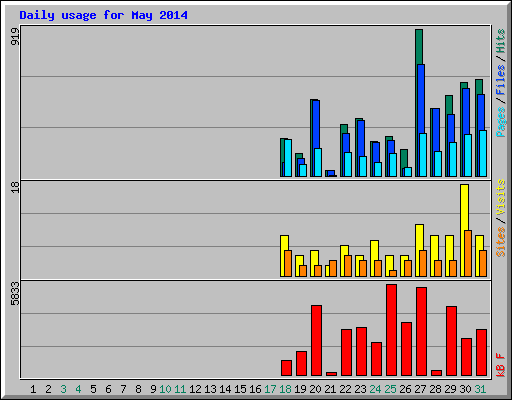 Daily usage for May 2014
919
Pages/Files/Hits
18
Sites/Visits
5833
kB F
1 2 3 4 5 6 7 8 9 10 11 12 13 14 15 16 17 18 19 20 21 22 23 24 25 26 27 28 29 30 31